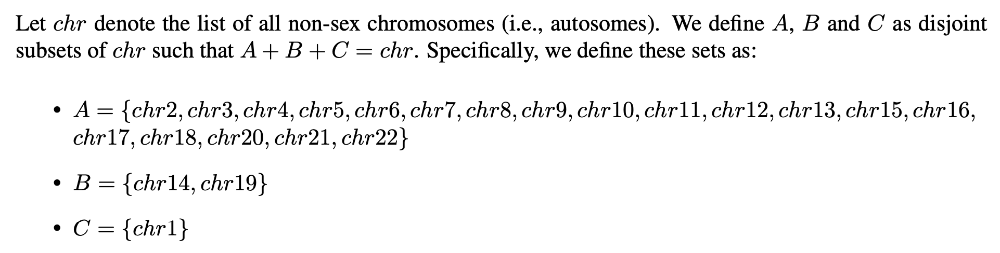 Let chr denote the list of all non-sex chromosomes (i.e., autosomes). We define A, B and C as disjoint
subsets of chr such that A + B + C = chr. Specifically, we define these sets as:
• A = {chr2, chr3, chr4, chr5, chr6, chr7, chr8, chr9, chr10, chr11, chr12, chr13, chr15, chr16,
chr17, chr18, chr20, chr21, chr22}
• B = {chr14, chr19}
• C = {chr1}